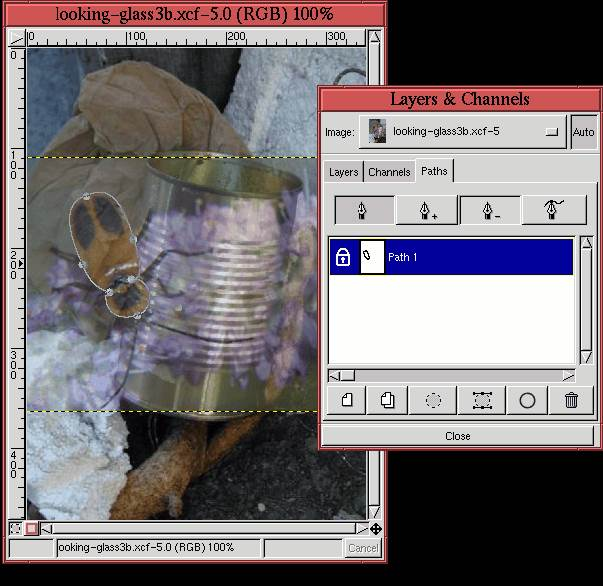 looking-glass3b.xcf-5.0 (RGB) 100%
0 100 200 300
0
100
200
300
400
ooking-glass3b.xcf-5.0 (RGB) 100% Cancel
Layers & Channels
Image: looking-glass3b.xcf-5 Auto
Layers Channels Paths
+ -
Path 1
Close